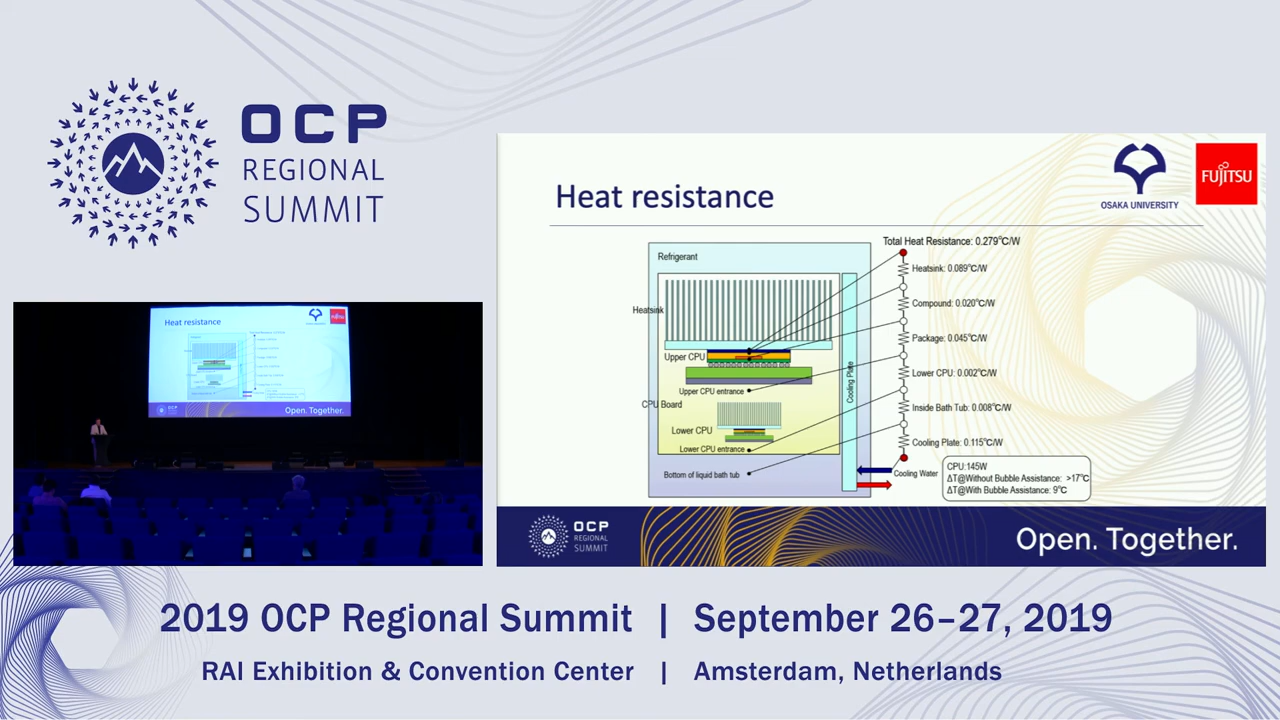 OCP
REGIONAL
SUMMIT
OSAKA UNIVERSITY
FUJITSU
Heat resistance
Refrigerant
Heatsink
Upper CPU
Upper CPU entrance
CPU Board
Lower CPU
Lower CPU entrance
Bottom of liquid bath tub
Cooling Plate
Total Heat Resistance: 0.279℃/W
Heatsink: 0.089℃/W
Compound: 0.020℃/W
Package: 0.045℃/W
Lower CPU: 0.002℃/W
Inside Bath Tub: 0.008℃/W
Cooling Plate: 0.115℃/W
Cooling Water
CPU:145W
ΔT@Without Bubble Assistance: >17℃
ΔT@With Bubble Assistance: 9℃
OCP
REGIONAL
SUMMIT
Open. Together.
Heat resistance
FUJITSU
OCP
Open. Together.
2019 OCP Regional Summit | September 26–27, 2019
RAI Exhibition & Convention Center | Amsterdam, Netherlands